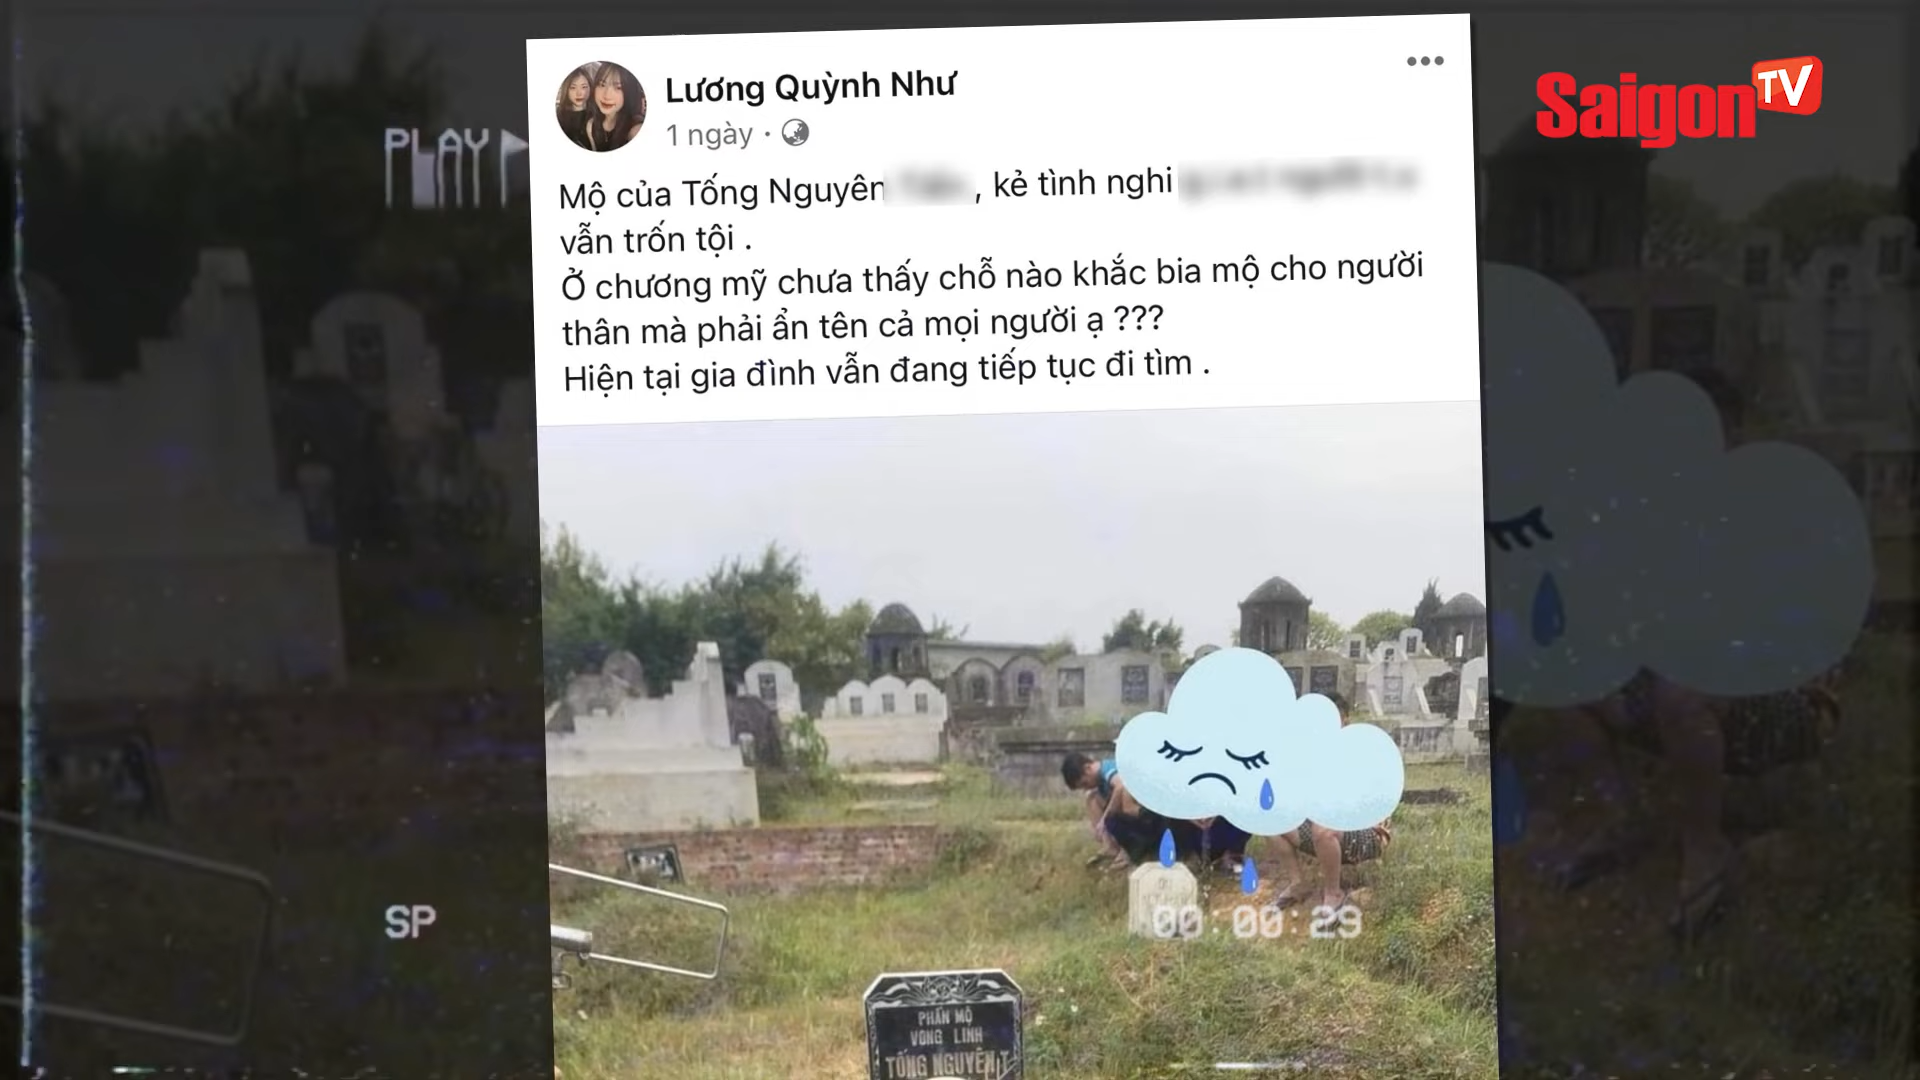 Saigon TV
PLAY
Lương Quỳnh Như
1 ngày ·
Mộ của Tống Nguyên , kẻ tình nghi
vẫn trốn tội .
Ở chương mỹ chưa thấy chỗ nào khắc bia mộ cho người
thân mà phải ẩn tên cả mọi người ạ ???
Hiện tại gia đình vẫn đang tiếp tục đi tìm .
SP
00:00:29
PHẦN MỘ
VONG LINH
TỐNG NGUYÊN T